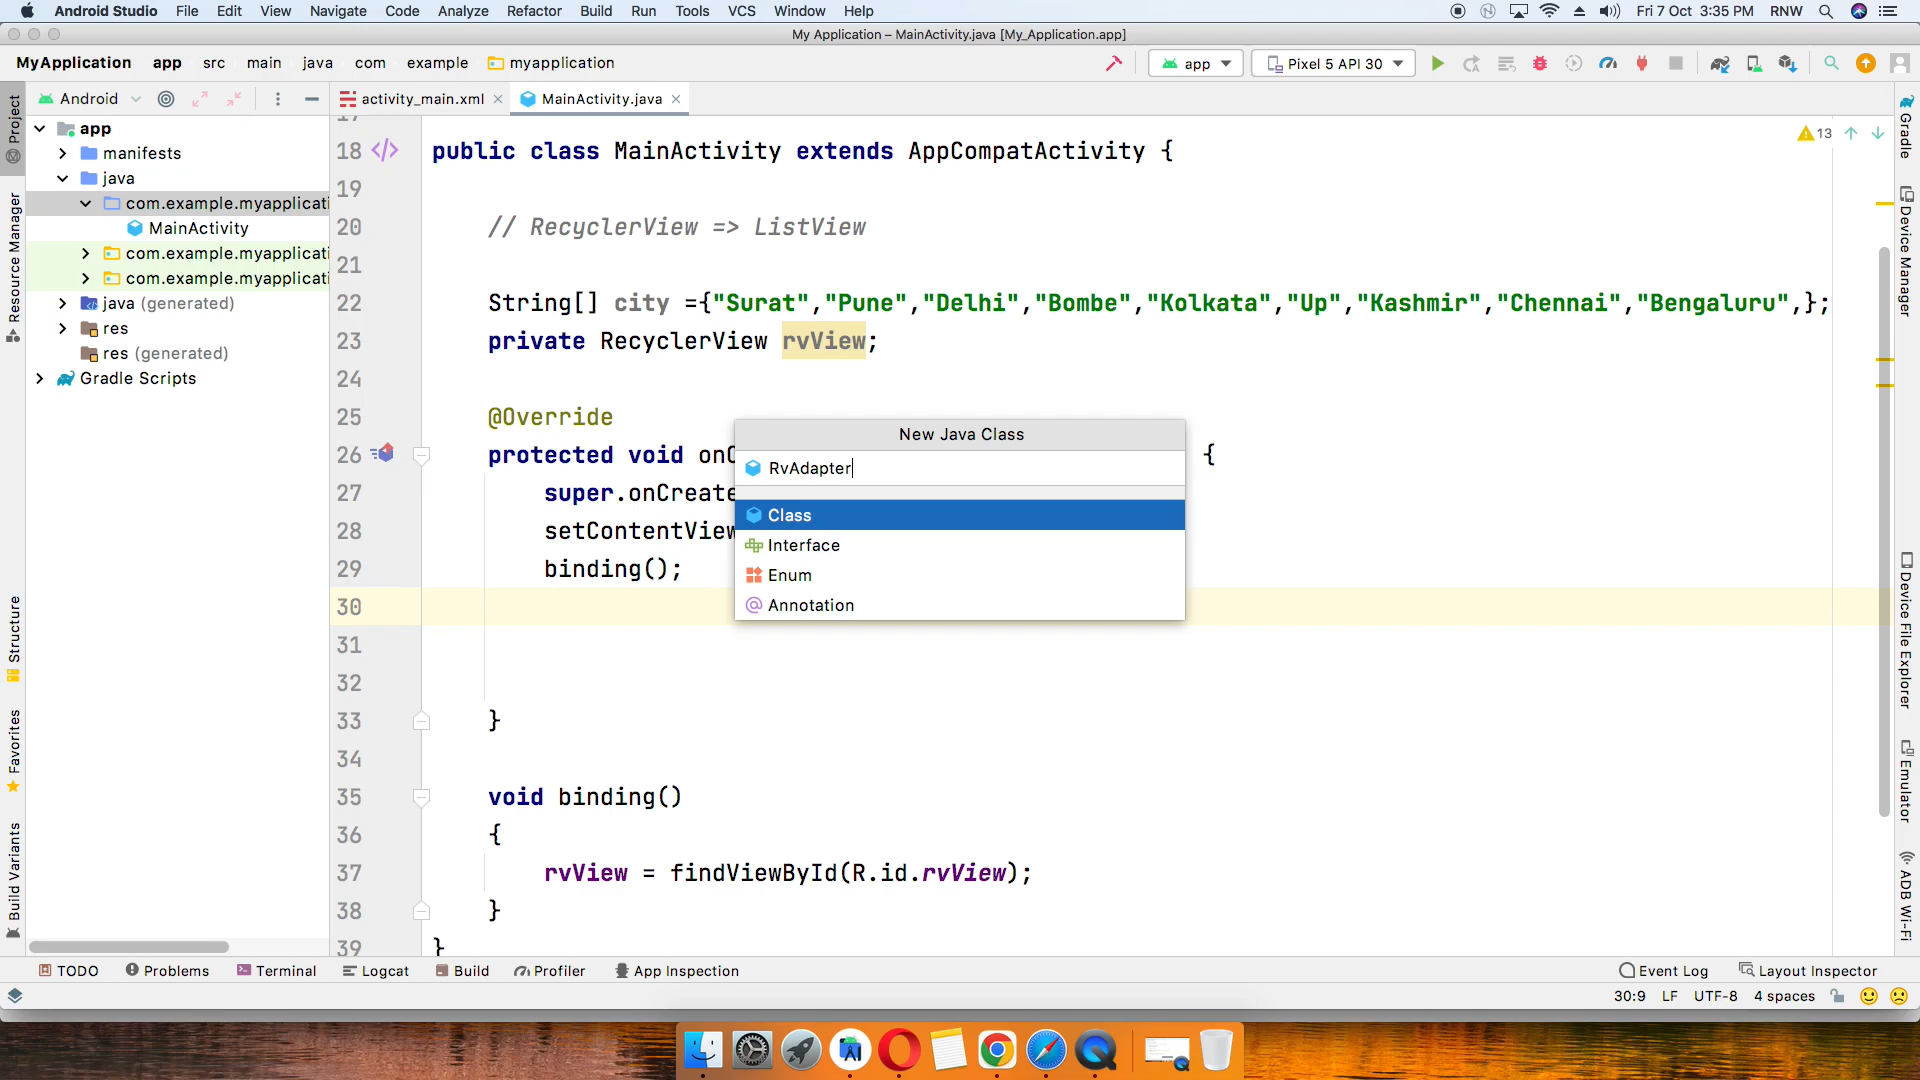 Android Studio File Edit View Navigate Code Analyze Refactor Build Run Tools VCS Window Help Fri 7 Oct 3:35 PM RNW
My Application – MainActivity.java [My_Application.app]
MyApplication app src main java com example myapplication app Pixel 5 API 30
Android activity_main.xml MainActivity.java
app
manifests
java
com.example.myapplicati
MainActivity
com.example.myapplicati
com.example.myapplicati
java (generated)
res
res (generated)
Gradle Scripts
Project
Resource Manager
Structure
Favorites
Build Variants
13
17
18 public class MainActivity extends AppCompatActivity {
19
20 // RecyclerView => ListView
21
22 String[] city ={"Surat","Pune","Delhi","Bombe","Kolkata","Up","Kashmir","Chennai","Bengaluru",};
23 private RecyclerView rvView;
24
25 @Override
26 protected void onC {
27 super.onCreate
28 setContentView
29 binding();
30
31
32
33 }
34
35 void binding()
36 {
37 rvView = findViewById(R.id.rvView);
38 }
39 }
New Java Class
RvAdapter
Class
Interface
Enum
@ Annotation
Gradle
Device Manager
Device File Explorer
Emulator
ADB Wi-Fi
TODO Problems Terminal Logcat Build Profiler App Inspection Event Log Layout Inspector
30:9 LF UTF-8 4 spaces